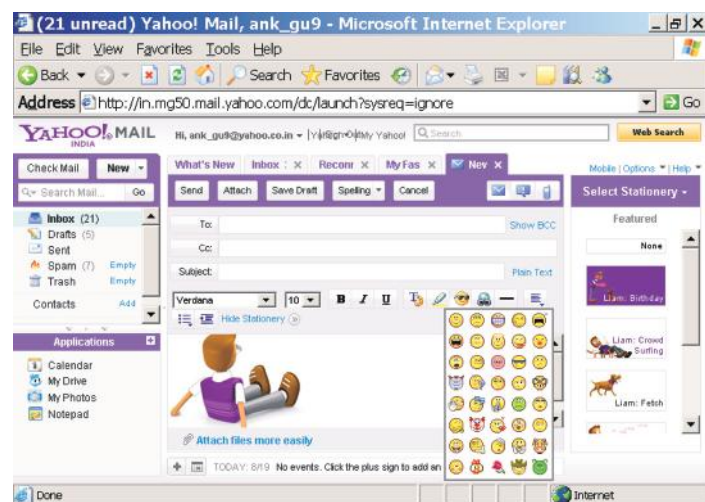 (21 unread) Yahoo! Mail, ank_gu9 - Microsoft Internet Explorer
File Edit View Favorites Tools Help
Back Search Favorites
Address http://in.mg50.mail.yahoo.com/dc/launch?sysreq=ignore Go
YAHOO! MAIL INDIA Hi, ank_gu9@yahoo.co.in My Yahoo! Search Web Search
Check Mail New What's New Inbox X Reconr X My Fas X Nev X Mobile | Options | Help
Search Mail... Go Send Attach Save Draft Spelling Cancel Select Stationery
Inbox (21) To: Show BCC Featured
Drafts (5) None
Sent Cc:
Spam (7) Empty Subject: Plain Text
Trash Empty Liam: Birthday
Contacts Add Verdana 10 B I U
Hide Stationery
Applications Liam: Crowd Surfing
Calendar
My Drive
My Photos Liam: Fetch
Notepad
Attach files more easily
TODAY: 8/19 No events. Click the plus sign to add an
Done Internet